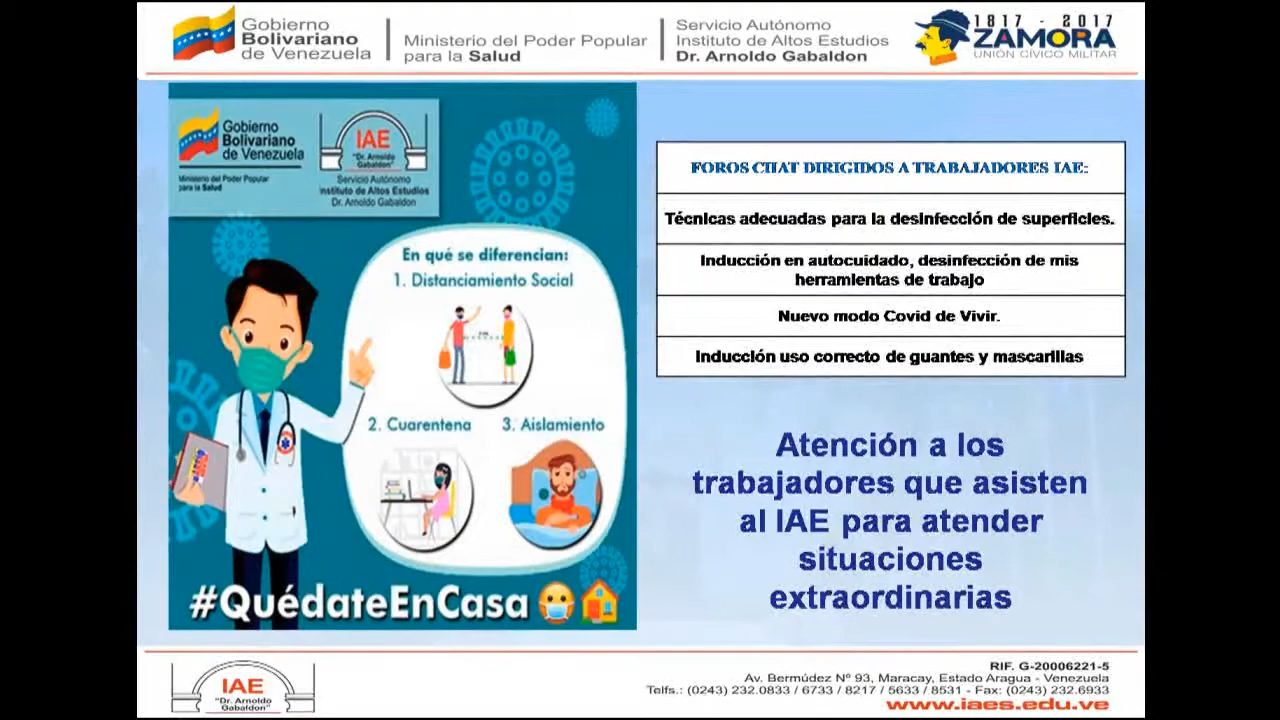 Gobierno
Bolivariano
de Venezuela
Ministerio del Poder Popular
para la Salud
Servicio Autónomo
Instituto de Altos Estudios
Dr. Arnoldo Gabaldon
1817 - 2017
ZAMORA
UNIÓN CÍVICO MILITAR
Gobierno
Bolivariano
de Venezuela
Ministerio del Poder Popular
para la Salud
IAE
"Dr. Arnoldo
Gabaldon"
Servicio Autónomo
Instituto de Altos Estudios
Dr. Arnoldo Gabaldon
En qué se diferencian:
1. Distanciamiento Social
2. Cuarentena
3. Aislamiento
#QuédateEnCasa
FOROS CHAT DIRIGIDOS A TRABAJADORES IAE:
Técnicas adecuadas para la desinfección de superficies.
Inducción en autocuidado, desinfección de mis
herramientas de trabajo
Nuevo modo Covid de Vivir.
Inducción uso correcto de guantes y mascarillas
Atención a los
trabajadores que asisten
al IAE para atender
situaciones
extraordinarias
IAE
"Dr. Arnoldo
Gabaldon"
RIF. G-20006221-5
Av. Bermúdez Nº 93, Maracay, Estado Aragua - Venezuela
Telfs.: (0243) 232.0833 / 6733 / 8217 / 5633 / 8531 - Fax: (0243) 232.6933
www.iaes.edu.ve